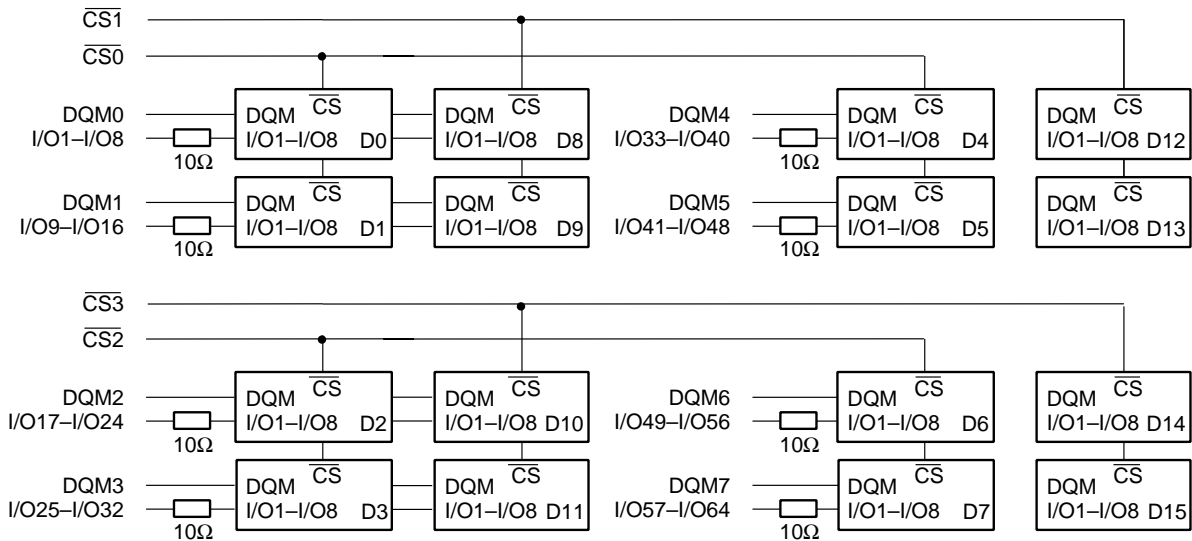 CS1
CS0
DQM0 DQM CS DQM CS DQM4 DQM CS DQM CS
I/O1–I/O8 I/O1–I/O8 D0 I/O1–I/O8 D8 I/O33–I/O40 I/O1–I/O8 D4 I/O1–I/O8 D12
10Ω 10Ω
DQM1 DQM CS DQM CS DQM5 DQM CS DQM CS
I/O9–I/O16 I/O1–I/O8 D1 I/O1–I/O8 D9 I/O41–I/O48 I/O1–I/O8 D5 I/O1–I/O8 D13
10Ω 10Ω
CS3
CS2
DQM2 DQM CS DQM CS DQM6 DQM CS DQM CS
I/O17–I/O24 I/O1–I/O8 D2 I/O1–I/O8 D10 I/O49–I/O56 I/O1–I/O8 D6 I/O1–I/O8 D14
10Ω 10Ω
DQM3 DQM CS DQM CS DQM7 DQM CS DQM CS
I/O25–I/O32 I/O1–I/O8 D3 I/O1–I/O8 D11 I/O57–I/O64 I/O1–I/O8 D7 I/O1–I/O8 D15
10Ω 10Ω